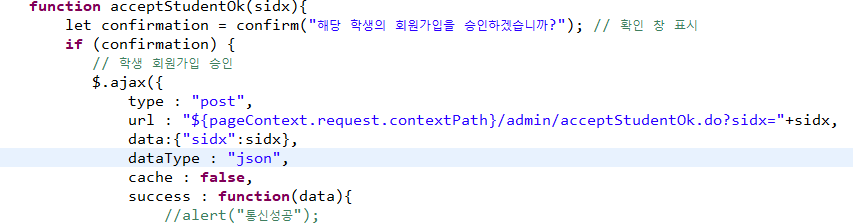 function acceptStudentOk(sidx){
let confirmation = confirm("해당 학생의 회원가입을 승인하겠습니까?"); // 확인 창 표시
if (confirmation) {
// 학생 회원가입 승인
$.ajax({
type : "post",
url : "${pageContext.request.contextPath}/admin/acceptStudentOk.do?sidx="+sidx,
data:{"sidx":sidx},
dataType : "json",
cache : false,
success : function(data){
//alert("통신성공");